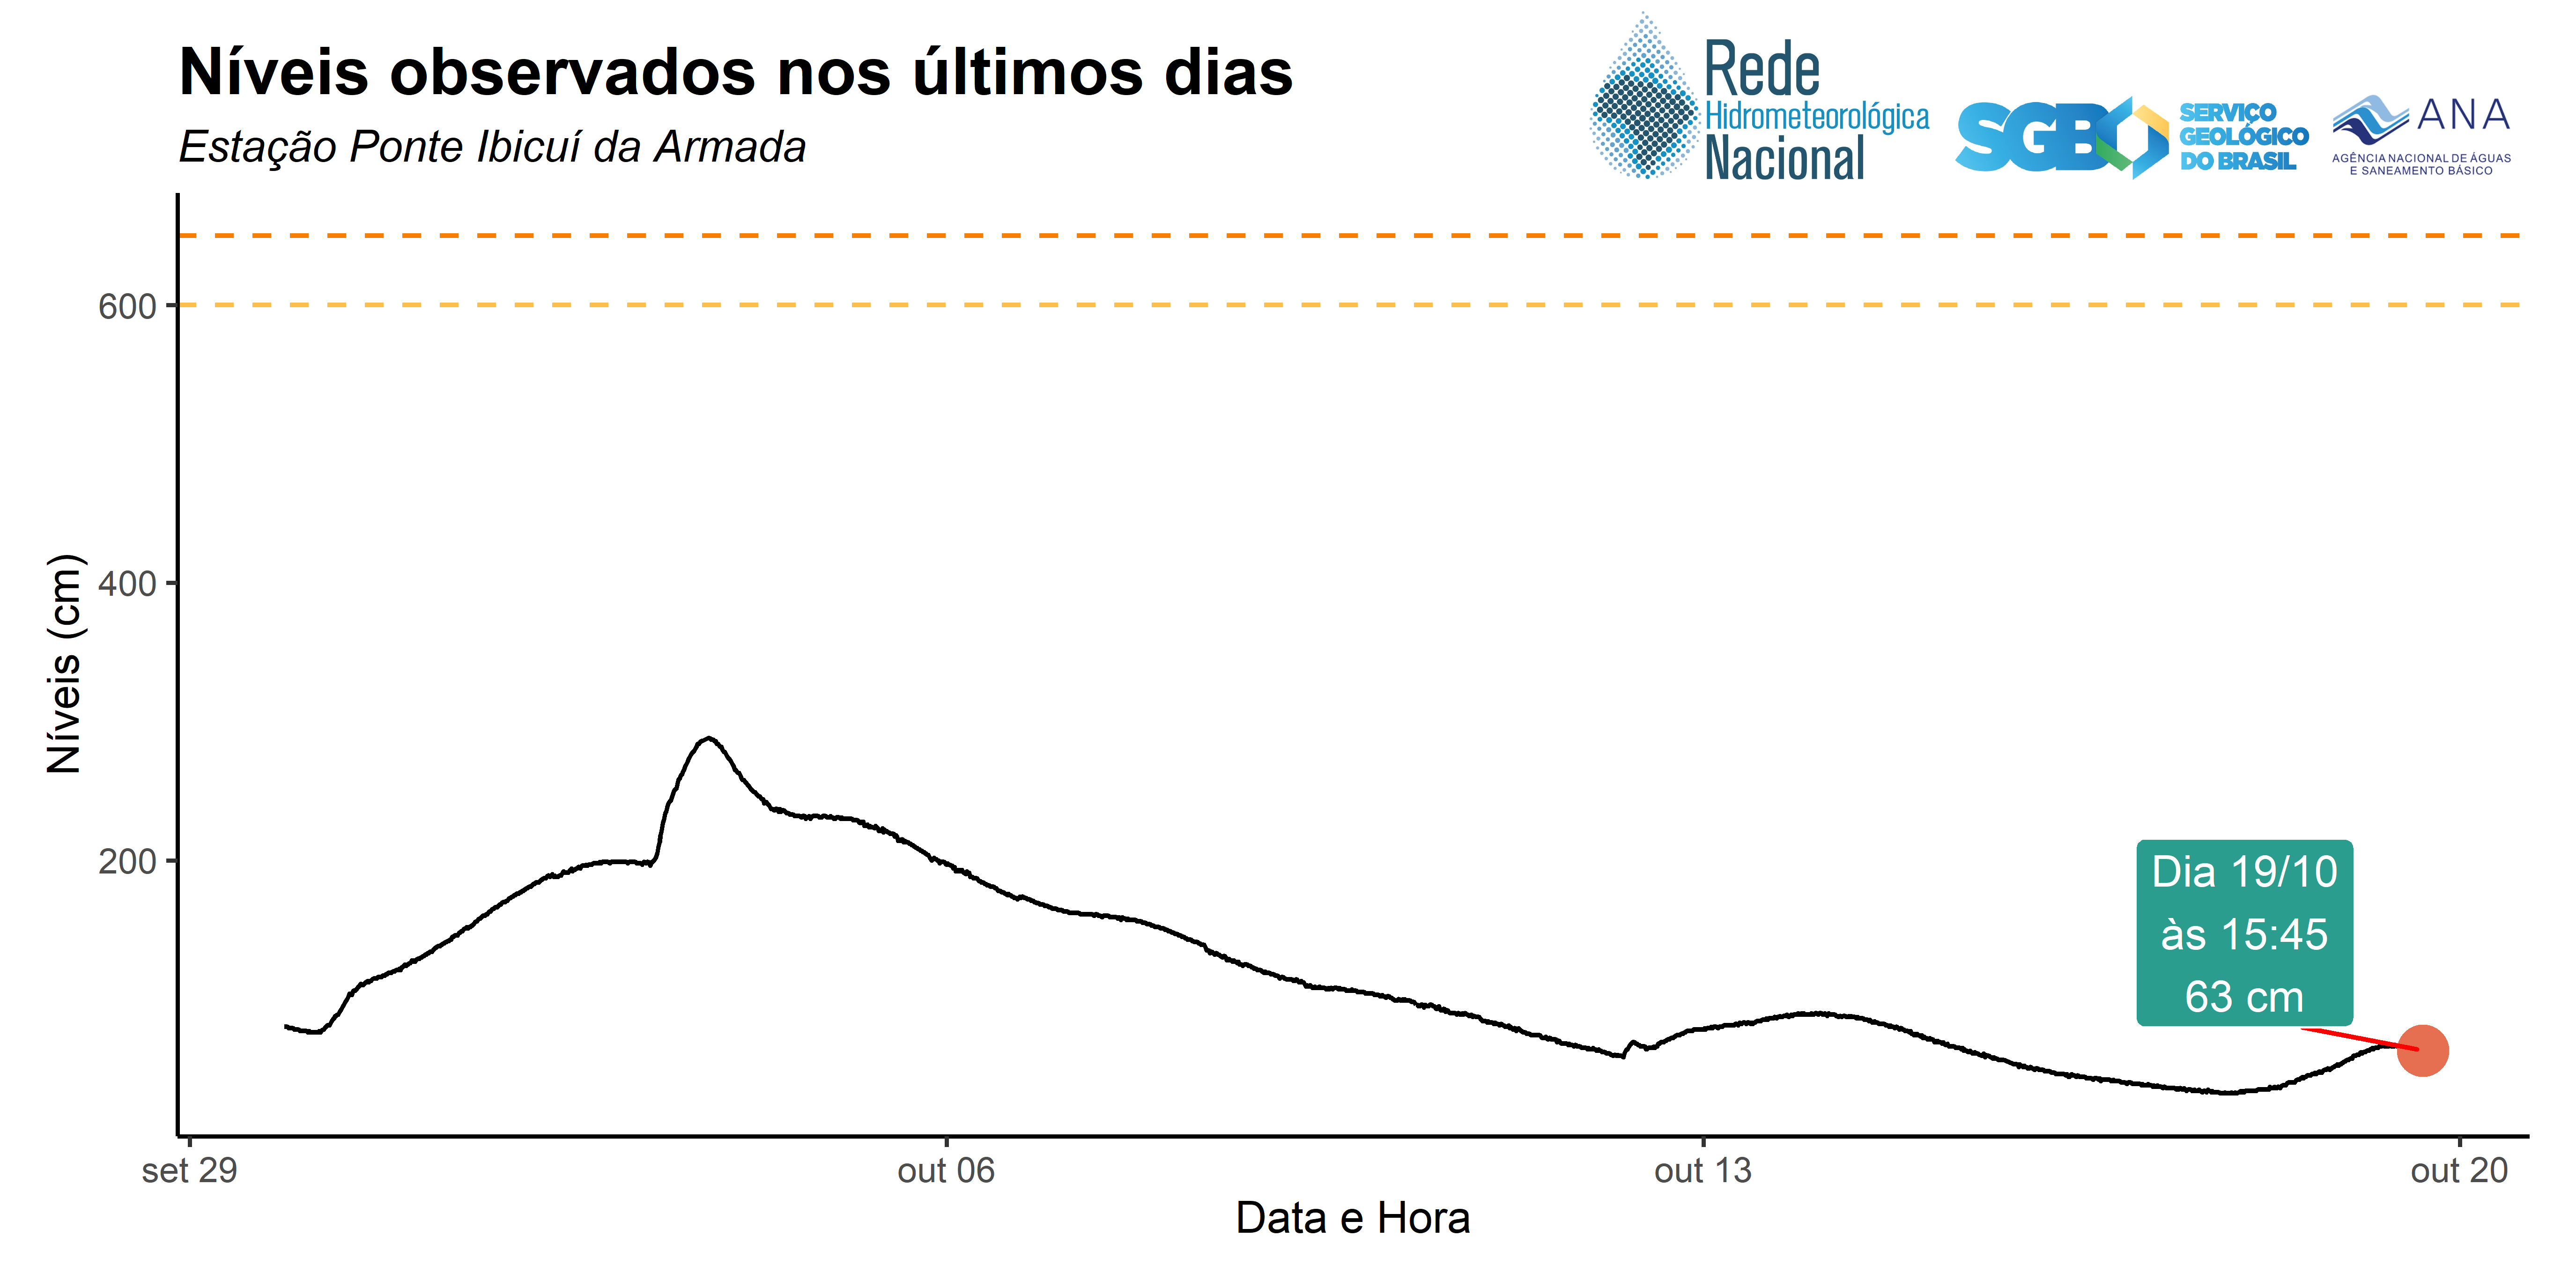 Níveis observados nos últimos dias
Estação Ponte Ibicuí da Armada
Rede
Hidrometeorológica
Nacional
SGB
SERVIÇO
GEOLÓGICO
DO BRASIL
ANA
AGÊNCIA NACIONAL DE ÁGUAS
E SANEAMENTO BÁSICO
Níveis (cm)
600
400
200
Dia 19/10
às 15:45
63 cm
set 29
out 06
out 13
out 20
Data e Hora